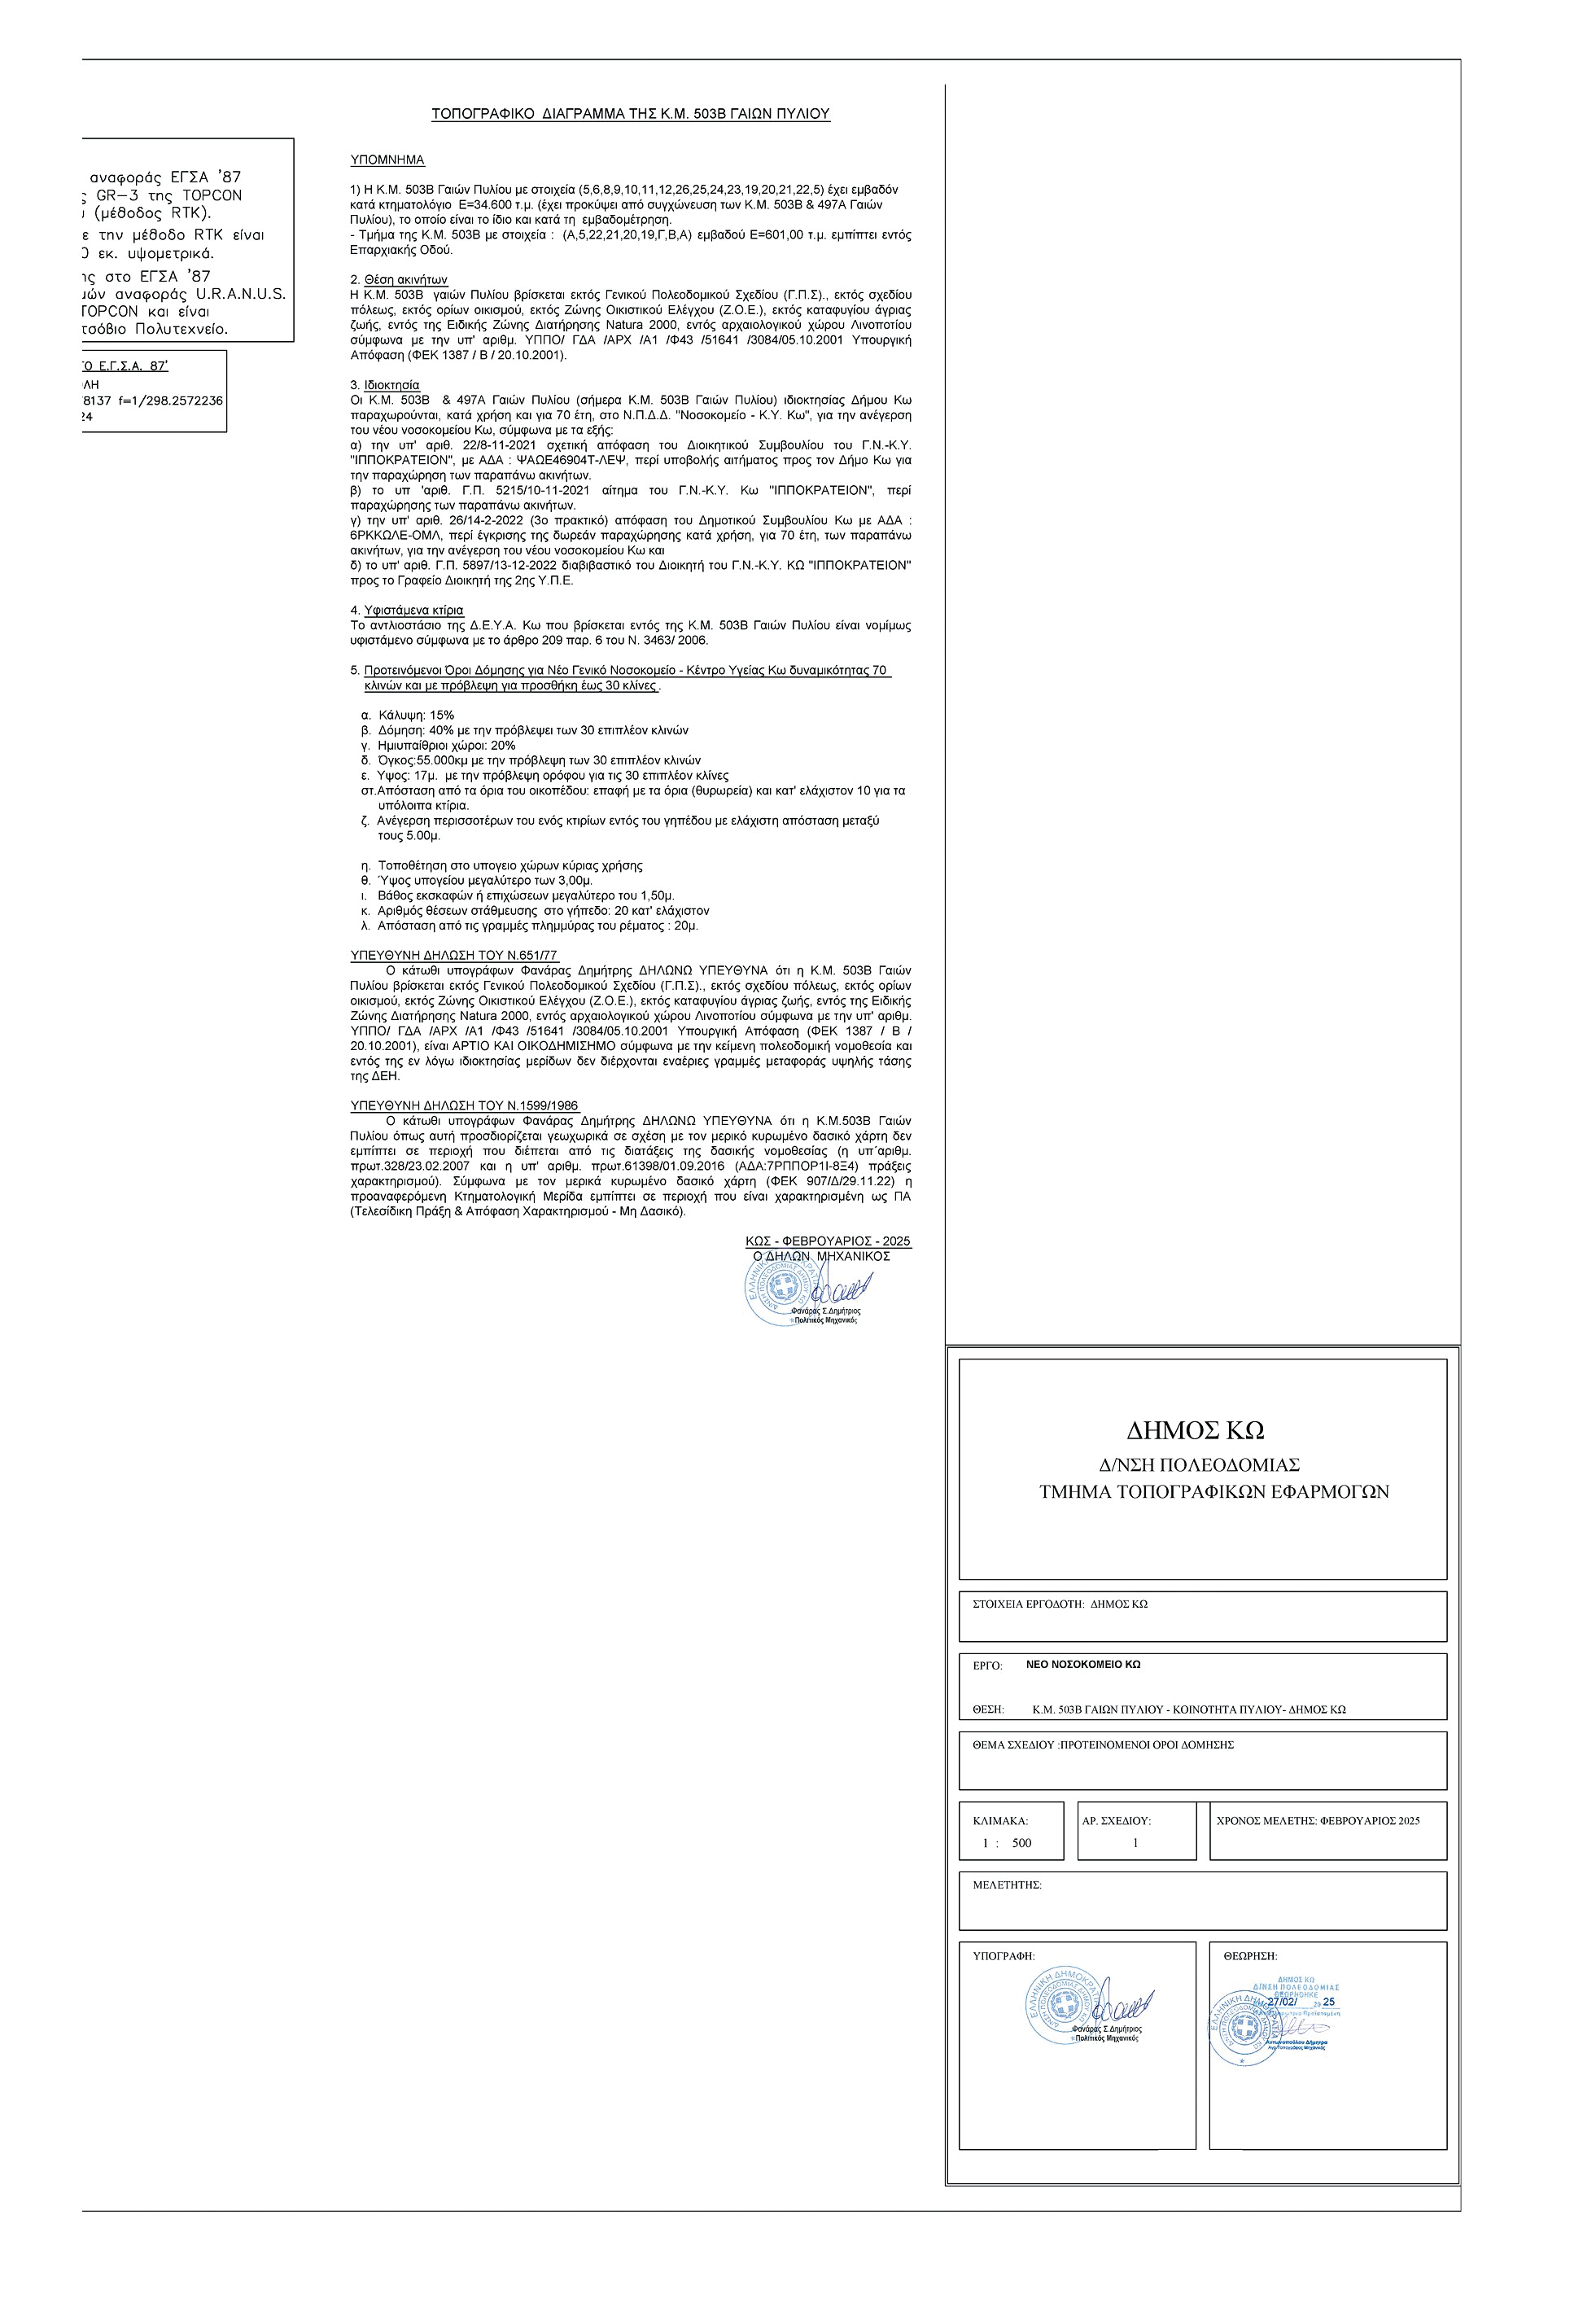 αναφοράς ΕΓΣΑ '87
ς GR-3 της TOPCON
(μέθοδος RTK).
ε την μέθοδο RTK είναι
0 εκ. υψομετρικά.
ης στο ΕΓΣΑ '87
μών αναφοράς U.R.A.N.U.S.
TOPCON και είναι
τσόβιο Πολυτεχνείο.
ΤΟ Ε.Γ.Σ.Α. 87'
ΟΛΗ
8137 f=1/298.2572236
24
ΤΟΠΟΓΡΑΦΙΚΟ ΔΙΑΓΡΑΜΜΑ ΤΗΣ Κ.Μ. 503Β ΓΑΙΩΝ ΠΥΛΙΟΥ
ΥΠΟΜΝΗΜΑ
1) Η Κ.Μ. 503Β Γαιών Πυλίου με στοιχεία (5,6,8,9,10,11,12,26,25,24,23,19,20,21,22,5) έχει εμβαδόν
κατά κτηματολόγιο Ε=34.600 τ.μ. (έχει προκύψει από συγχώνευση των Κ.Μ. 503Β & 497Α Γαιών
Πυλίου), το οποίο είναι το ίδιο και κατά τη εμβαδομέτρηση.
- Τμήμα της Κ.Μ. 503Β με στοιχεία : (Α,5,22,21,20,19,Γ,Β,Α) εμβαδού Ε=601,00 τ.μ. εμπίπτει εντός
Επαρχιακής Οδού.
2. Θέση ακινήτων
Η Κ.Μ. 503Β γαιών Πυλίου βρίσκεται εκτός Γενικού Πολεοδομικού Σχεδίου (Γ.Π.Σ)., εκτός σχεδίου
πόλεως, εκτός ορίων οικισμού, εκτός Ζώνης Οικιστικού Ελέγχου (Ζ.Ο.Ε.), εκτός καταφυγίου άγριας
ζωής, εντός της Ειδικής Ζώνης Διατήρησης Natura 2000, εντός αρχαιολογικού χώρου Λινοποτίου
σύμφωνα με την υπ' αριθμ. ΥΠΠΟ/ ΓΔΑ /ΑΡΧ /Α1 /Φ43 /51641 /3084/05.10.2001 Υπουργική
Απόφαση (ΦΕΚ 1387 / Β / 20.10.2001).
3. Ιδιοκτησία
Οι Κ.Μ. 503Β & 497Α Γαιών Πυλίου (σήμερα Κ.Μ. 503Β Γαιών Πυλίου) ιδιοκτησίας Δήμου Κω
παραχωρούνται, κατά χρήση και για 70 έτη, στο Ν.Π.Δ.Δ. "Νοσοκομείο - Κ.Υ. Κω", για την ανέγερση
του νέου νοσοκομείου Κω, σύμφωνα με τα εξής:
α) την υπ' αριθ. 22/8-11-2021 σχετική απόφαση του Διοικητικού Συμβουλίου του Γ.Ν.-Κ.Υ.
"ΙΠΠΟΚΡΑΤΕΙΟΝ", με ΑΔΑ : ΨΑΩΕ46904Τ-ΛΕΨ, περί υποβολής αιτήματος προς τον Δήμο Κω για
την παραχώρηση των παραπάνω ακινήτων.
β) το υπ 'αριθ. Γ.Π. 5215/10-11-2021 αίτημα του Γ.Ν.-Κ.Υ. Κω "ΙΠΠΟΚΡΑΤΕΙΟΝ", περί
παραχώρησης των παραπάνω ακινήτων.
γ) την υπ' αριθ. 26/14-2-2022 (3ο πρακτικό) απόφαση του Δημοτικού Συμβουλίου Κω με ΑΔΑ :
6ΡΚΚΩΛΕ-ΟΜΛ, περί έγκρισης της δωρεάν παραχώρησης κατά χρήση, για 70 έτη, των παραπάνω
ακινήτων, για την ανέγερση του νέου νοσοκομείου Κω και
δ) το υπ' αριθ. Γ.Π. 5897/13-12-2022 διαβιβαστικό του Διοικητή του Γ.Ν.-Κ.Υ. ΚΩ "ΙΠΠΟΚΡΑΤΕΙΟΝ"
προς το Γραφείο Διοικητή της 2ης Υ.Π.Ε.
4. Υφιστάμενα κτίρια
Το αντλιοστάσιο της Δ.Ε.Υ.Α. Κω που βρίσκεται εντός της Κ.Μ. 503Β Γαιών Πυλίου είναι νομίμως
υφιστάμενο σύμφωνα με το άρθρο 209 παρ. 6 του Ν. 3463/ 2006.
5. Προτεινόμενοι Όροι Δόμησης για Νέο Γενικό Νοσοκομείο - Κέντρο Υγείας Κω δυναμικότητας 70
κλινών και με πρόβλεψη για προσθήκη έως 30 κλίνες .
α. Κάλυψη: 15%
β. Δόμηση: 40% με την πρόβλεψει των 30 επιπλέον κλινών
γ. Ημιυπαίθριοι χώροι: 20%
δ. Όγκος:55.000κμ με την πρόβλεψη των 30 επιπλέον κλινών
ε. Υψος: 17μ. με την πρόβλεψη ορόφου για τις 30 επιπλέον κλίνες
στ.Απόσταση από τα όρια του οικοπέδου: επαφή με τα όρια (θυρωρεία) και κατ' ελάχιστον 10 για τα
υπόλοιπα κτίρια.
ζ. Ανέγερση περισσοτέρων του ενός κτιρίων εντός του γηπέδου με ελάχιστη απόσταση μεταξύ
τους 5.00μ.
η. Τοποθέτηση στο υπογειο χώρων κύριας χρήσης
θ. Ύψος υπογείου μεγαλύτερο των 3,00μ.
ι. Βάθος εκσκαφών ή επιχώσεων μεγαλύτερο του 1,50μ.
κ. Αριθμός θέσεων στάθμευσης στο γήπεδο: 20 κατ' ελάχιστον
λ. Απόσταση από τις γραμμές πλημμύρας του ρέματος : 20μ.
ΥΠΕΥΘΥΝΗ ΔΗΛΩΣΗ ΤΟΥ Ν.651/77
Ο κάτωθι υπογράφων Φανάρας Δημήτρης ΔΗΛΩΝΩ ΥΠΕΥΘΥΝΑ ότι η Κ.Μ. 503Β Γαιών
Πυλίου βρίσκεται εκτός Γενικού Πολεοδομικού Σχεδίου (Γ.Π.Σ)., εκτός σχεδίου πόλεως, εκτός ορίων
οικισμού, εκτός Ζώνης Οικιστικού Ελέγχου (Ζ.Ο.Ε.), εκτός καταφυγίου άγριας ζωής, εντός της Ειδικής
Ζώνης Διατήρησης Natura 2000, εντός αρχαιολογικού χώρου Λινοποτίου σύμφωνα με την υπ' αριθμ.
ΥΠΠΟ/ ΓΔΑ /ΑΡΧ /Α1 /Φ43 /51641 /3084/05.10.2001 Υπουργική Απόφαση (ΦΕΚ 1387 / Β /
20.10.2001), είναι ΑΡΤΙΟ ΚΑΙ ΟΙΚΟΔΗΜΙΣΗΜΟ σύμφωνα με την κείμενη πολεοδομική νομοθεσία και
εντός της εν λόγω ιδιοκτησίας μερίδων δεν διέρχονται εναέριες γραμμές μεταφοράς υψηλής τάσης
της ΔΕΗ.
ΥΠΕΥΘΥΝΗ ΔΗΛΩΣΗ ΤΟΥ Ν.1599/1986
Ο κάτωθι υπογράφων Φανάρας Δημήτρης ΔΗΛΩΝΩ ΥΠΕΥΘΥΝΑ ότι η Κ.Μ.503Β Γαιών
Πυλίου όπως αυτή προσδιορίζεται γεωχωρικά σε σχέση με τον μερικό κυρωμένο δασικό χάρτη δεν
εμπίπτει σε περιοχή που διέπεται από τις διατάξεις της δασικής νομοθεσίας (η υπ΄αριθμ.
πρωτ.328/23.02.2007 και η υπ' αριθμ. πρωτ.61398/01.09.2016 (ΑΔΑ:7ΡΠΠΟΡ1Ι-8Ξ4) πράξεις
χαρακτηρισμού). Σύμφωνα με τον μερικά κυρωμένο δασικό χάρτη (ΦΕΚ 907/Δ/29.11.22) η
προαναφερόμενη Κτηματολογική Μερίδα εμπίπτει σε περιοχή που είναι χαρακτηρισμένη ως ΠΑ
(Τελεσίδικη Πράξη & Απόφαση Χαρακτηρισμού - Μη Δασικό).
ΚΩΣ - ΦΕΒΡΟΥΑΡΙΟΣ - 2025
Ο ΔΗΛΩΝ ΜΗΧΑΝΙΚΟΣ
Φανάρας Σ.Δημήτριος
Πολιτικός Μηχανικός
ΔΗΜΟΣ ΚΩ
Δ/ΝΣΗ ΠΟΛΕΟΔΟΜΙΑΣ
ΤΜΗΜΑ ΤΟΠΟΓΡΑΦΙΚΩΝ ΕΦΑΡΜΟΓΩΝ
ΣΤΟΙΧΕΙΑ ΕΡΓΟΔΟΤΗ: ΔΗΜΟΣ ΚΩ
ΕΡΓΟ: ΝΕΟ ΝΟΣΟΚΟΜΕΙΟ ΚΩ
ΘΕΣΗ: Κ.Μ. 503Β ΓΑΙΩΝ ΠΥΛΙΟΥ - ΚΟΙΝΟΤΗΤΑ ΠΥΛΙΟΥ- ΔΗΜΟΣ ΚΩ
ΘΕΜΑ ΣΧΕΔΙΟΥ :ΠΡΟΤΕΙΝΟΜΕΝΟΙ ΟΡΟΙ ΔΟΜΗΣΗΣ
ΚΛΙΜΑΚΑ: ΑΡ. ΣΧΕΔΙΟΥ: ΧΡΟΝΟΣ ΜΕΛΕΤΗΣ: ΦΕΒΡΟΥΑΡΙΟΣ 2025
1 : 500 1
ΜΕΛΕΤΗΤΗΣ:
ΥΠΟΓΡΑΦΗ: ΘΕΩΡΗΣΗ:
ΕΛΛΗΝΙΚΗ ΔΗΜΟΚΡΑΤΙΑ
Φανάρας Σ.Δημήτριος
Πολιτικός Μηχανικός
ΔΗΜΟΣ ΚΩ
Δ/ΝΣΗ ΠΟΛΕΟΔΟΜΙΑΣ
ΘΕΩΡΗΘΗΚΕ
27/02/ 25
Αντωνοπούλου Δήμητρα
Αγρ.Τοπογράφος Μηχανικός